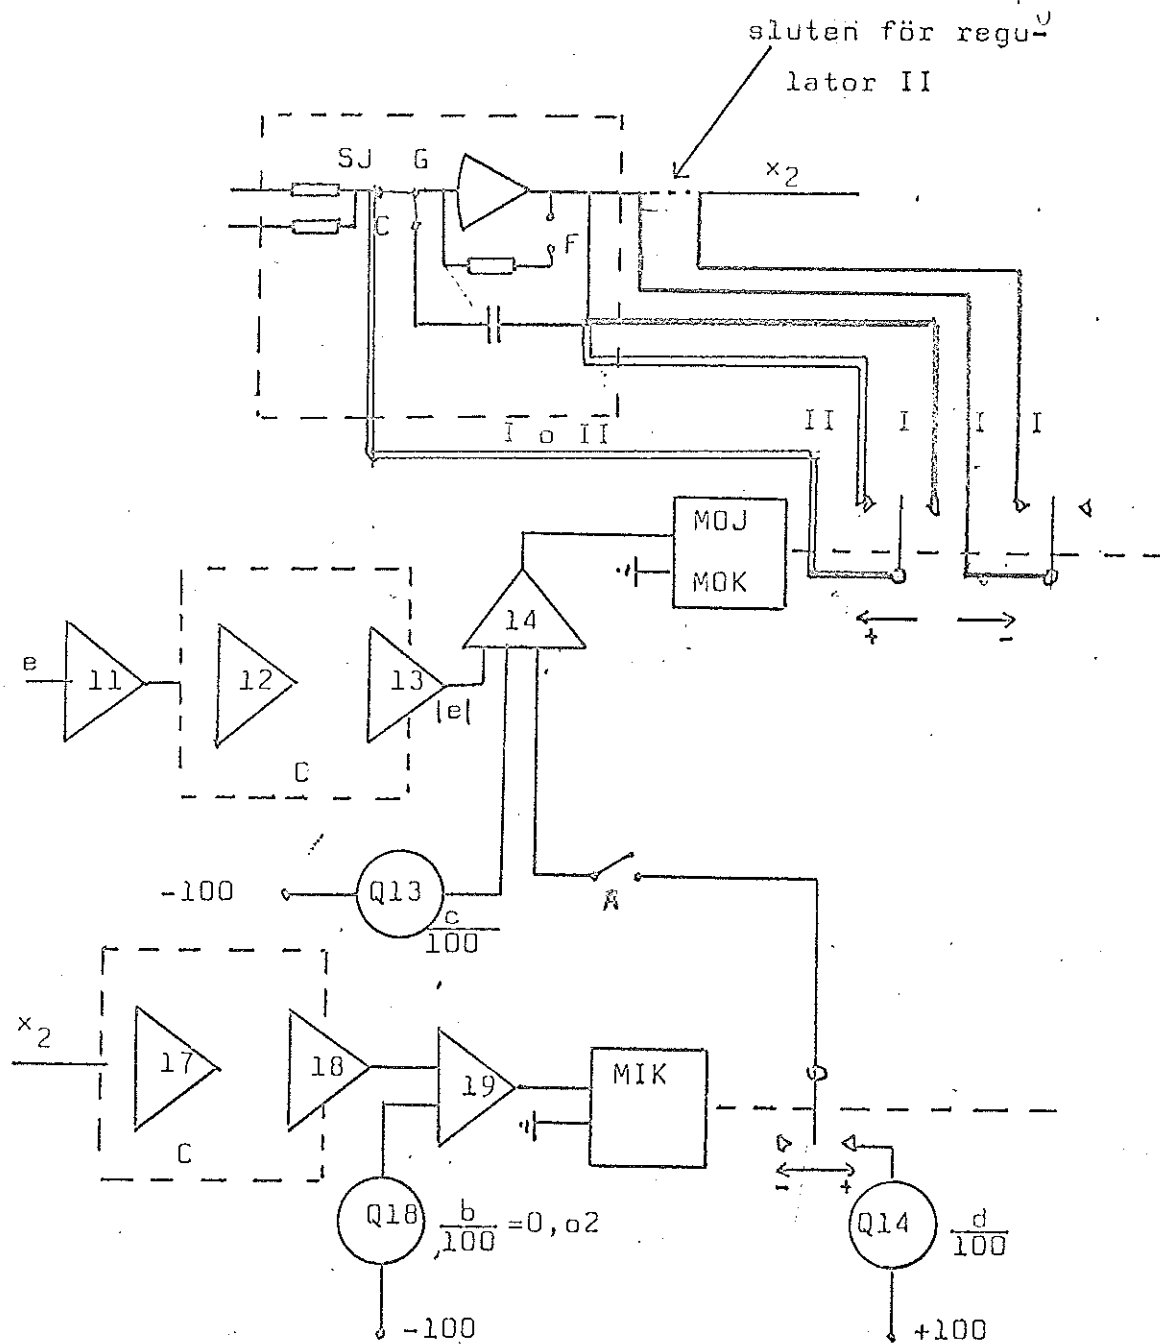 sluten för regu-
lator II
SJ G
x2
C
F
I o II
II I I I
MOJ
MOK
14
+ -
e
11 12 13
|e|
C
-100
Q13
c
100
A
x2
17 18 19
MIK
C
- +
Q18
b
100 =0,o2
Q14
d
100
-100
+100